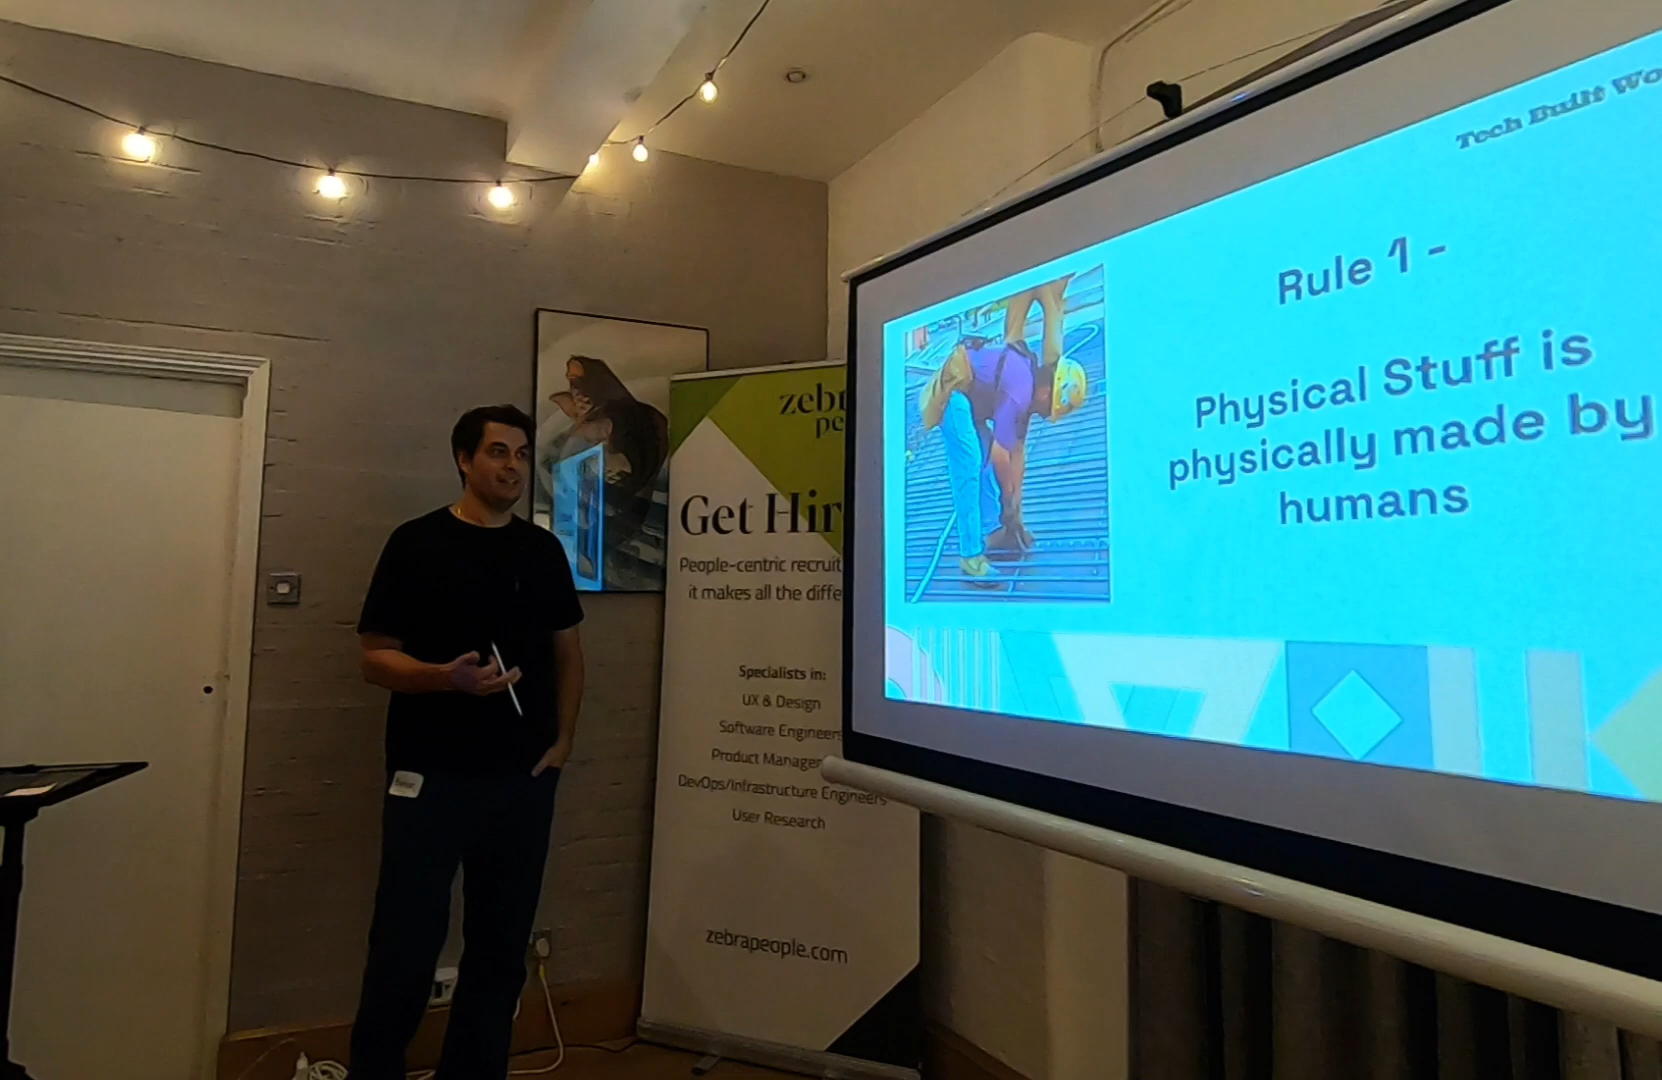 Tech Built Wo
Rule 1 -
Physical Stuff is
physically made by
humans
zebr
pe
Get Hir
People-centric recruit
it makes all the diffe
Specialists in:
UX & Design
Software Engineers
Product Manager
DevOps/Infrastructure Engineers
User Research
zebrapeople.com